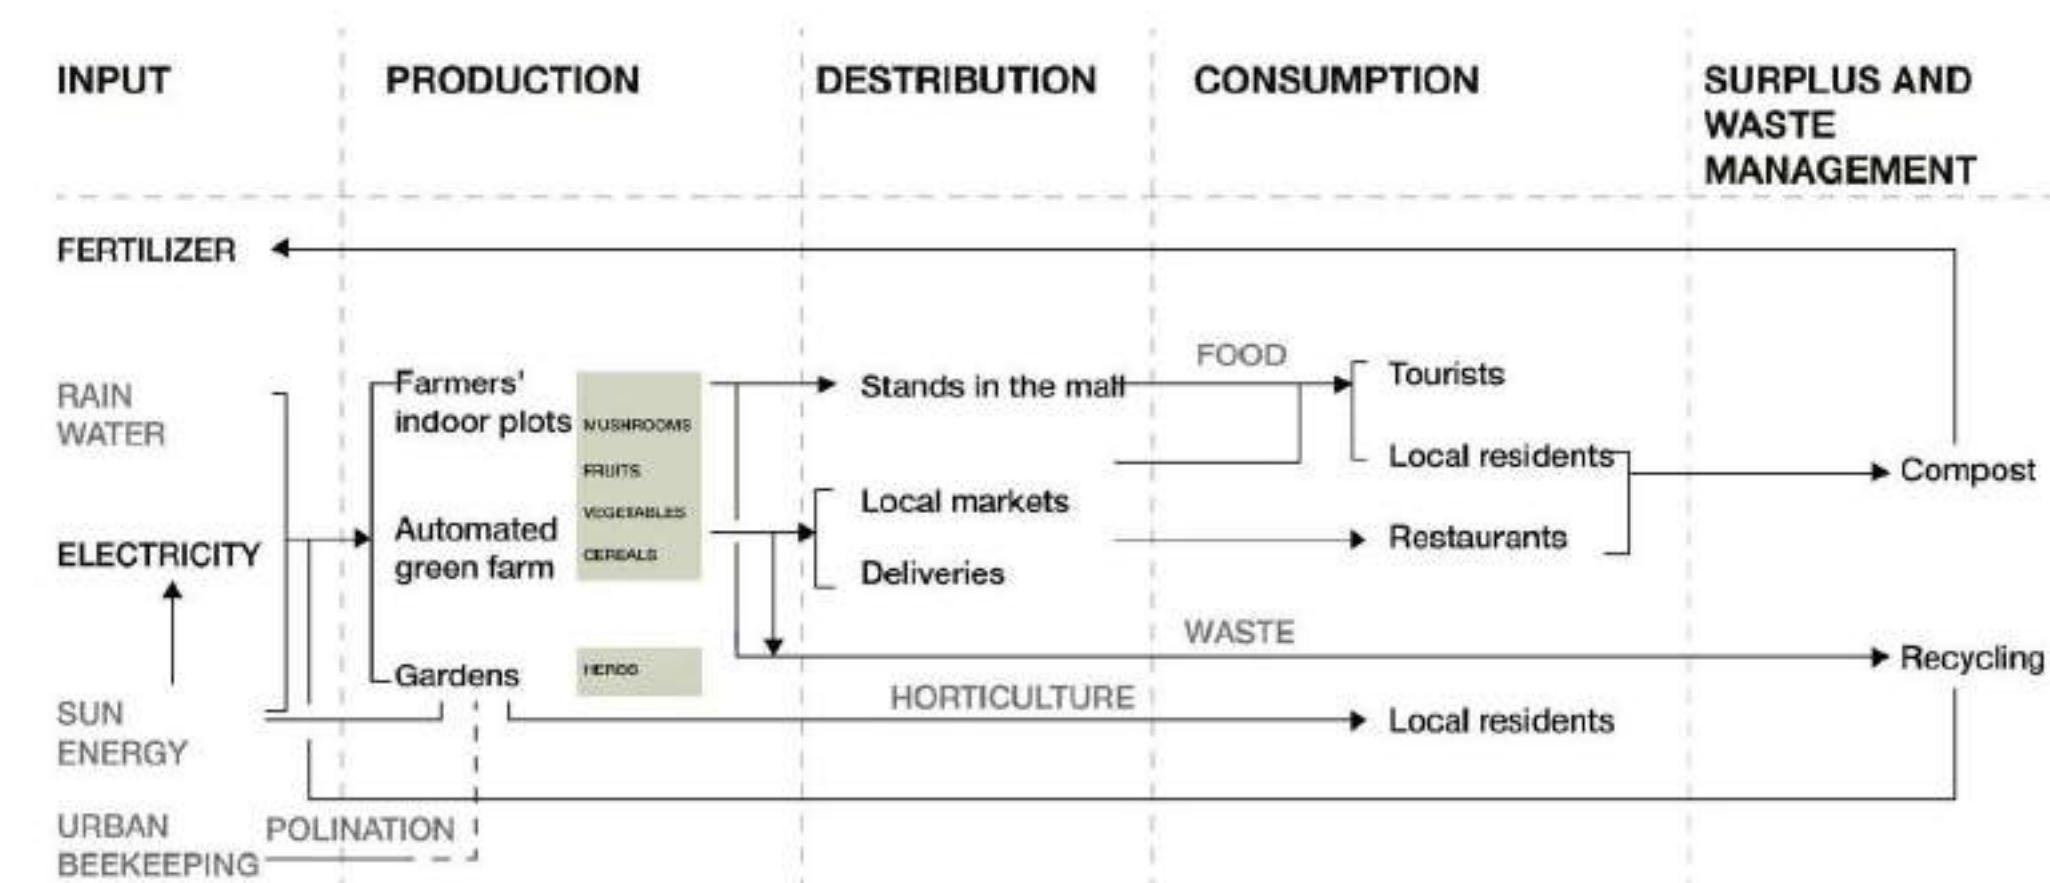 INPUT
PRODUCTION
DESTRIBUTION
CONSUMPTION
SURPLUS AND
WASTE
MANAGEMENT
FERTILIZER
RAIN
WATER
ELECTRICITY
SUN
ENERGY
URBAN
BEEKEEPING
POLINATION
Farmers'
indoor plots
Automated
green farm
Gardens
MUSHROOMS
FRUITS
VEGETABLES
CEREALS
HERBS
Stands in the mall
Local markets
Deliveries
HORTICULTURE
FOOD
Tourists
Local residents
Restaurants
WASTE
Local residents
Compost
Recycling